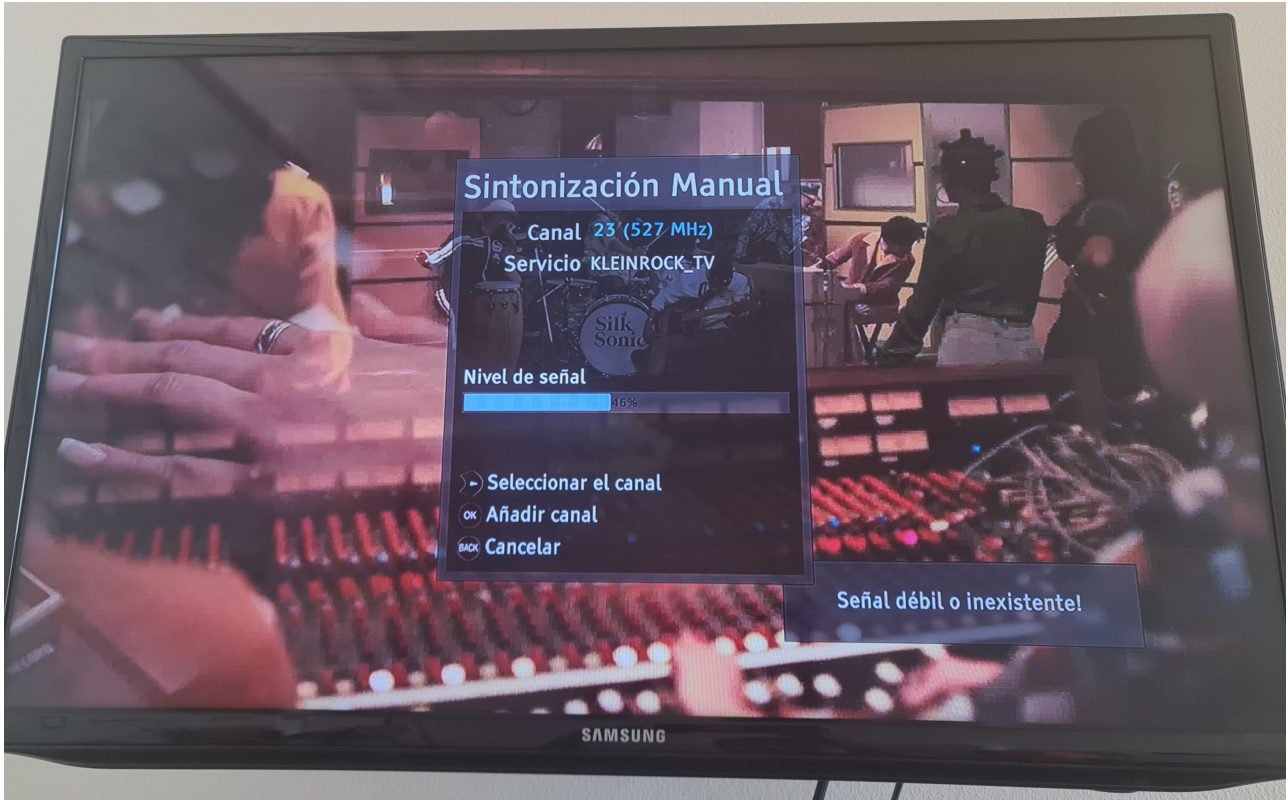 Sintonización Manual
Canal 23 (527 MHz)
Servicio KLEINROCK_TV
Silk
Sonic
Nivel de señal
46%
Seleccionar el canal
OK Añadir canal
BACK Cancelar
Señal débil o inexistente!
SAMSUNG